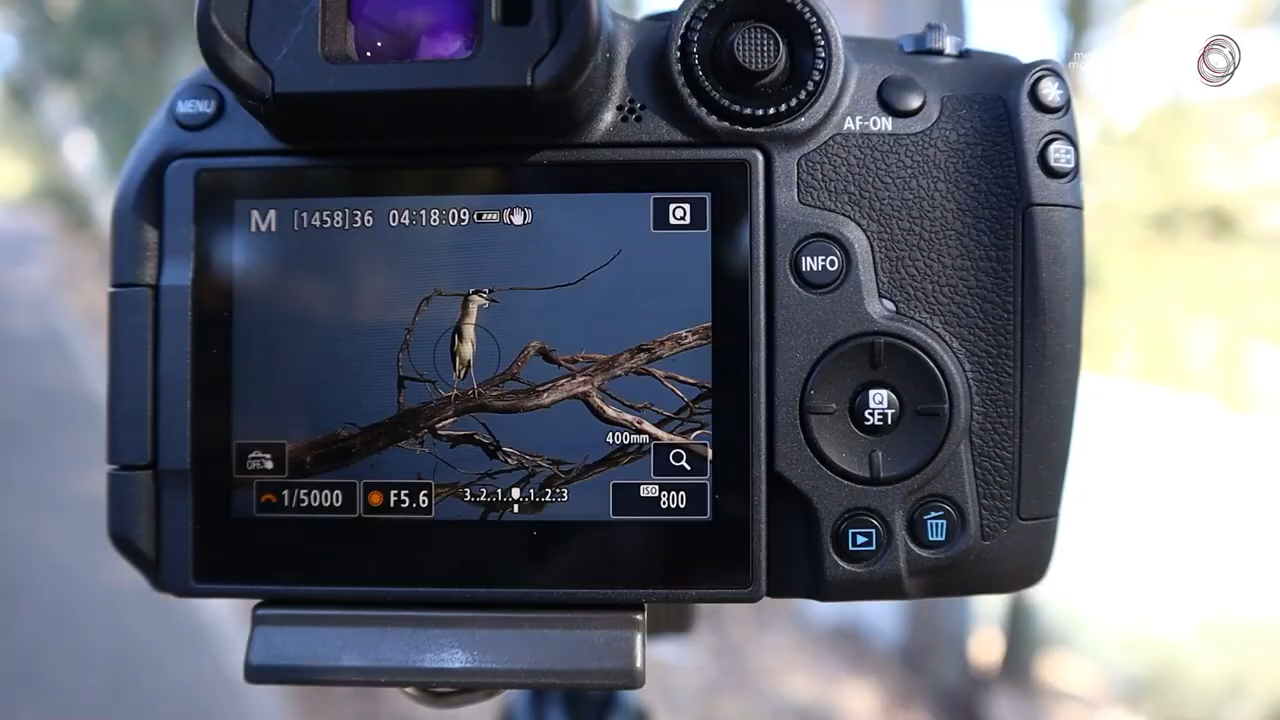 MENU
AF-ON
M [1458]36 04:18:09
Q
INFO
Q
SET
400mm
OFF
1/5000 F5.6 3..2..1..0..1..2..3 ISO 800